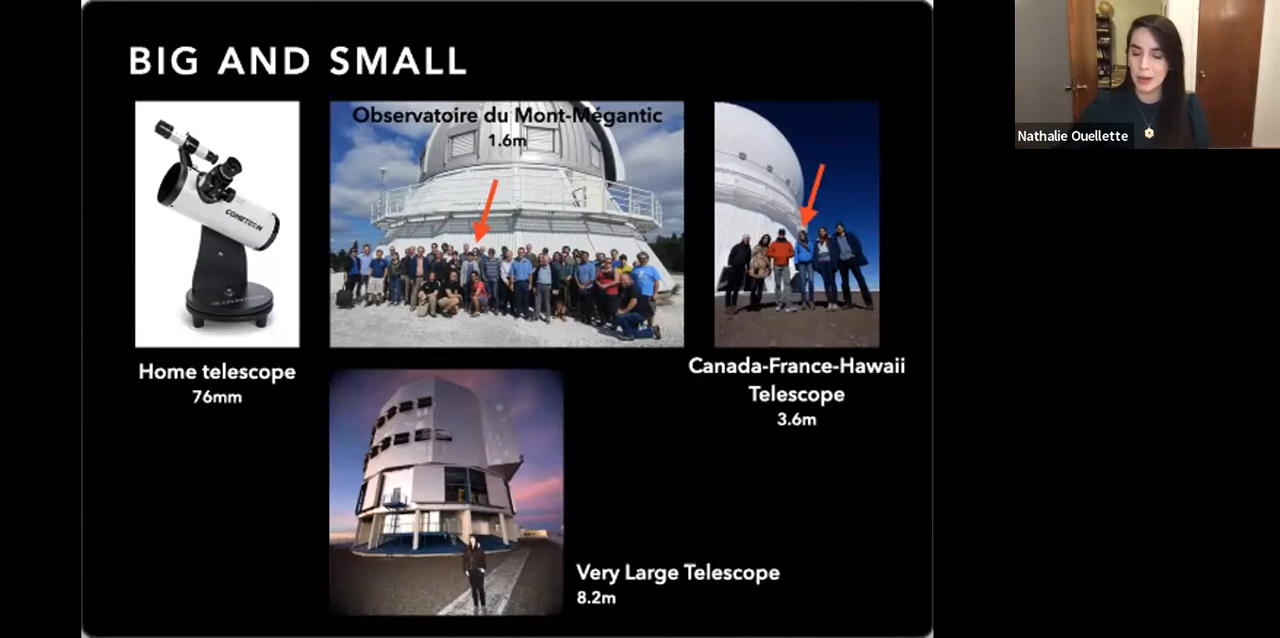 BIG AND SMALL
Observatoire du Mont-Mégantic
1.6m
COMETRON
Home telescope
76mm
Canada-France-Hawaii
Telescope
3.6m
Very Large Telescope
8.2m
Nathalie Ouellette